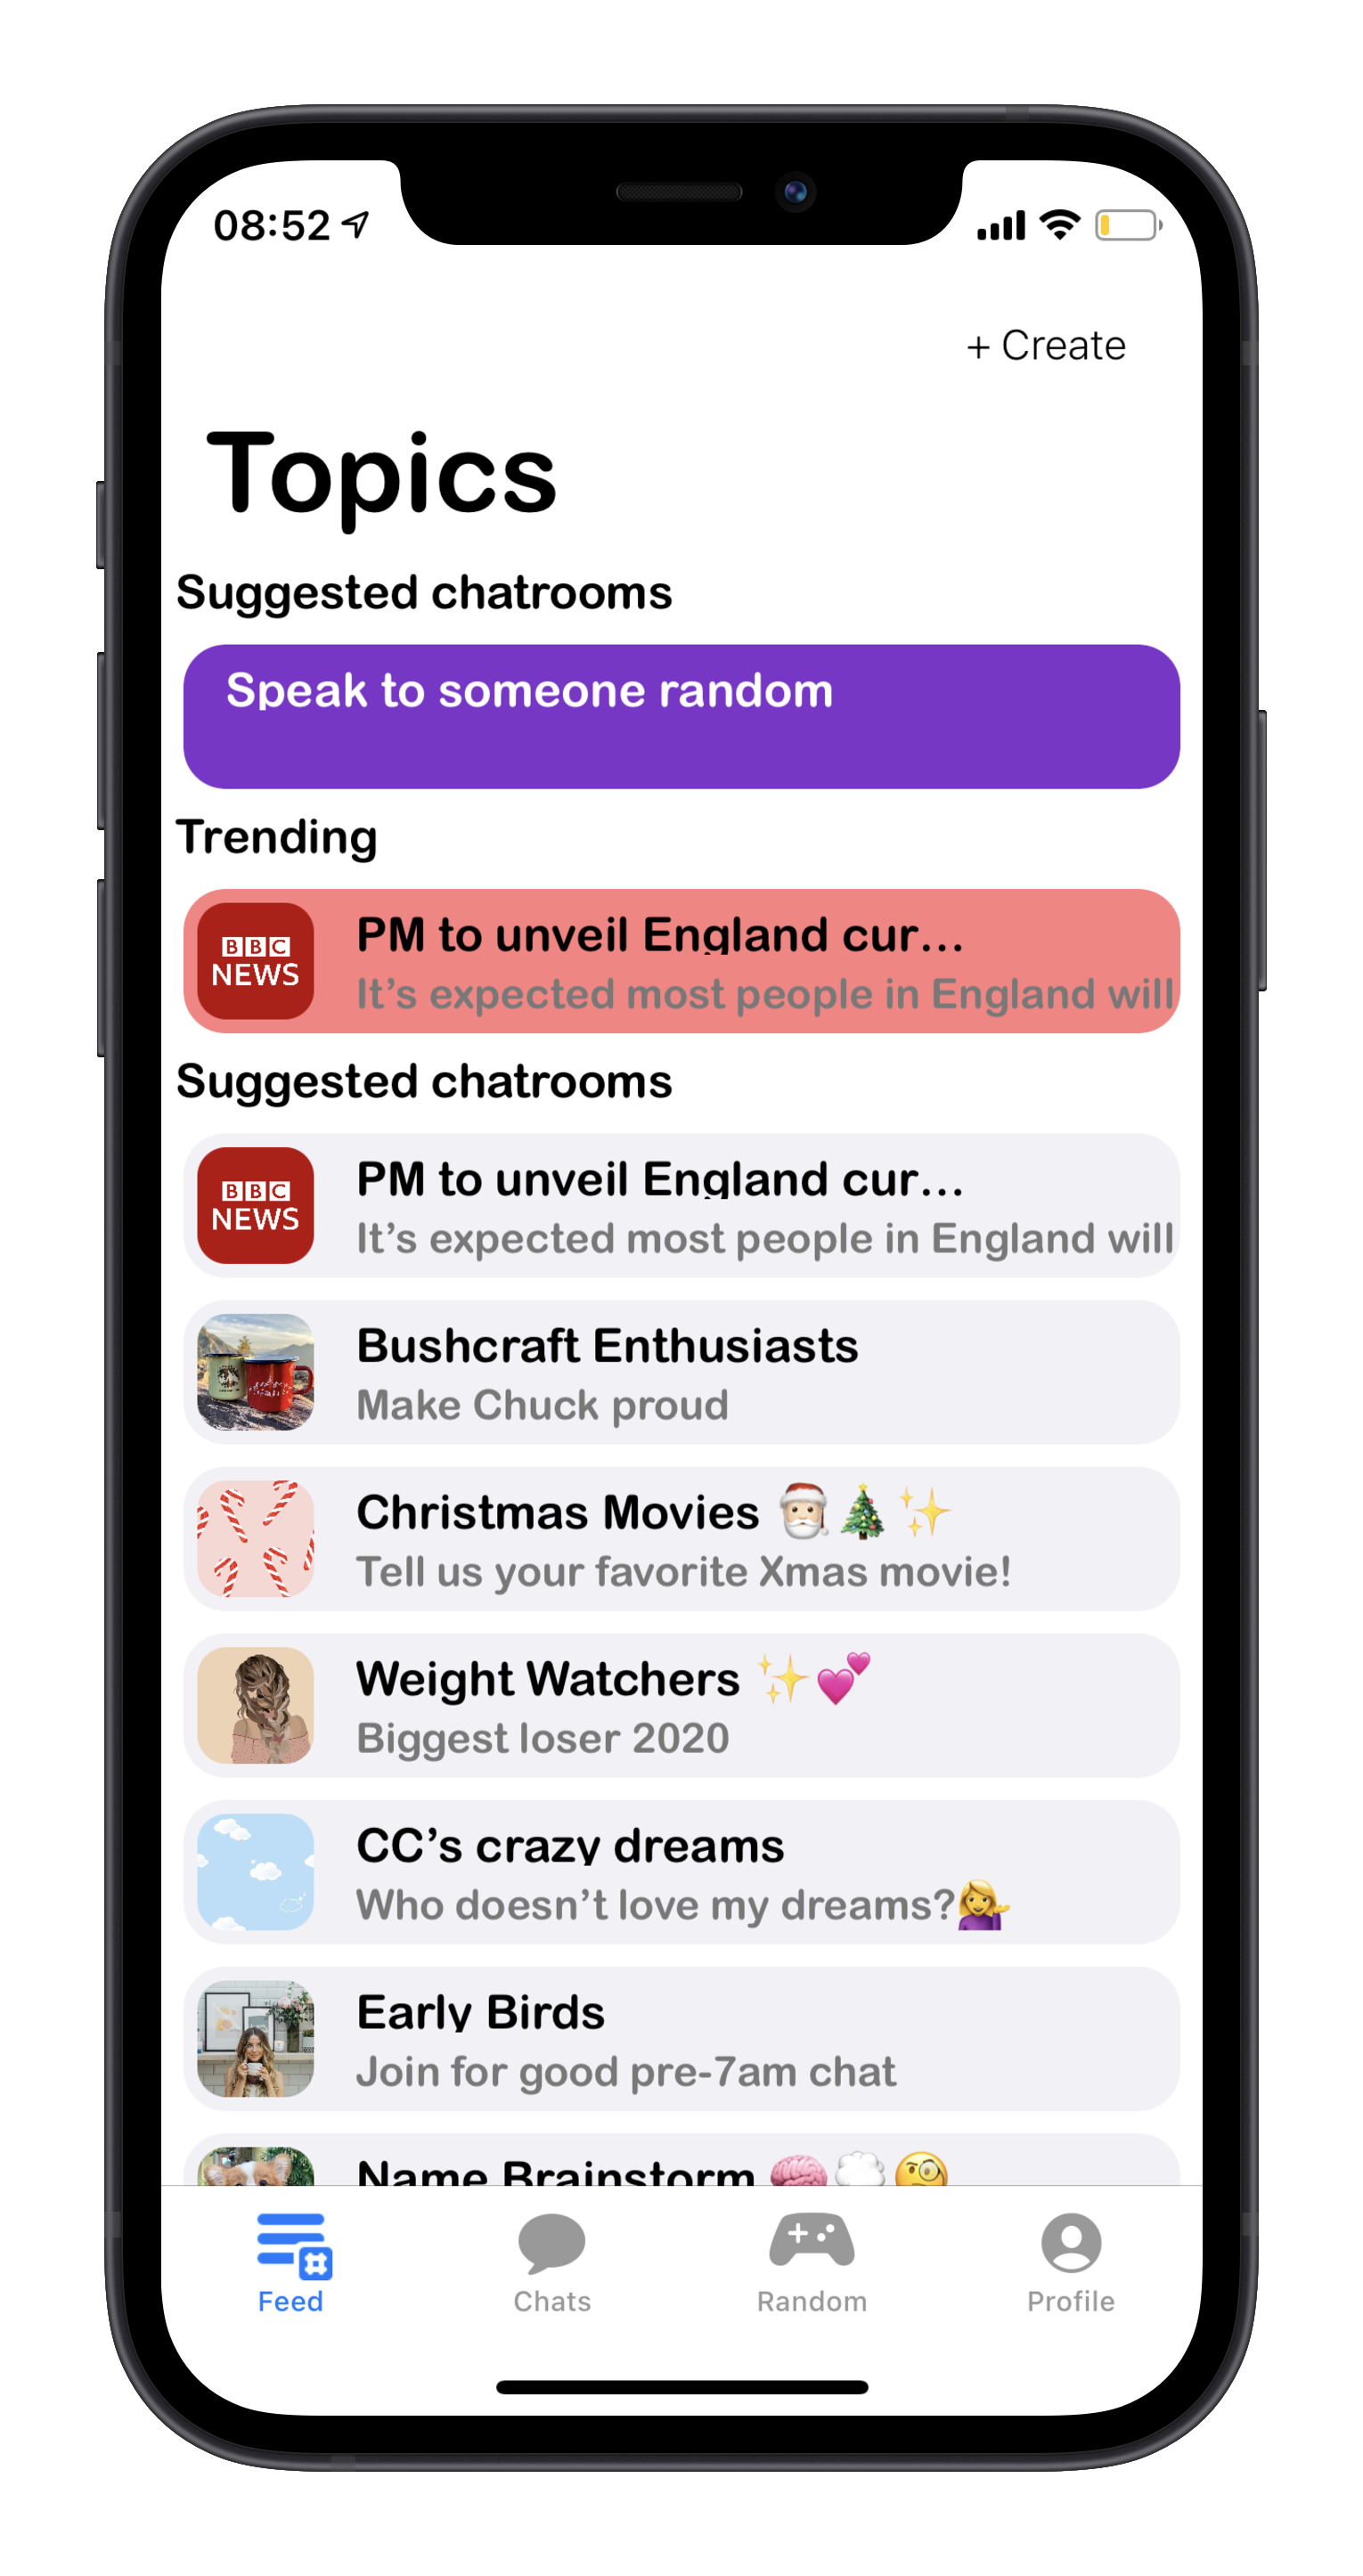 08:52
+ Create
Topics
Suggested chatrooms
Speak to someone random
Trending
BBC
NEWS
PM to unveil England cur...
It's expected most people in England will
Suggested chatrooms
BBC
NEWS
PM to unveil England cur...
It's expected most people in England will
Bushcraft Enthusiasts
Make Chuck proud
Christmas Movies 🎅🏻🎄✨
Tell us your favorite Xmas movie!
Weight Watchers ✨💕
Biggest loser 2020
CC's crazy dreams
Who doesn't love my dreams?💁‍♀️
Early Birds
Join for good pre-7am chat
Name Brainstorm 🧠💭🧐
Feed
Chats
Random
Profile